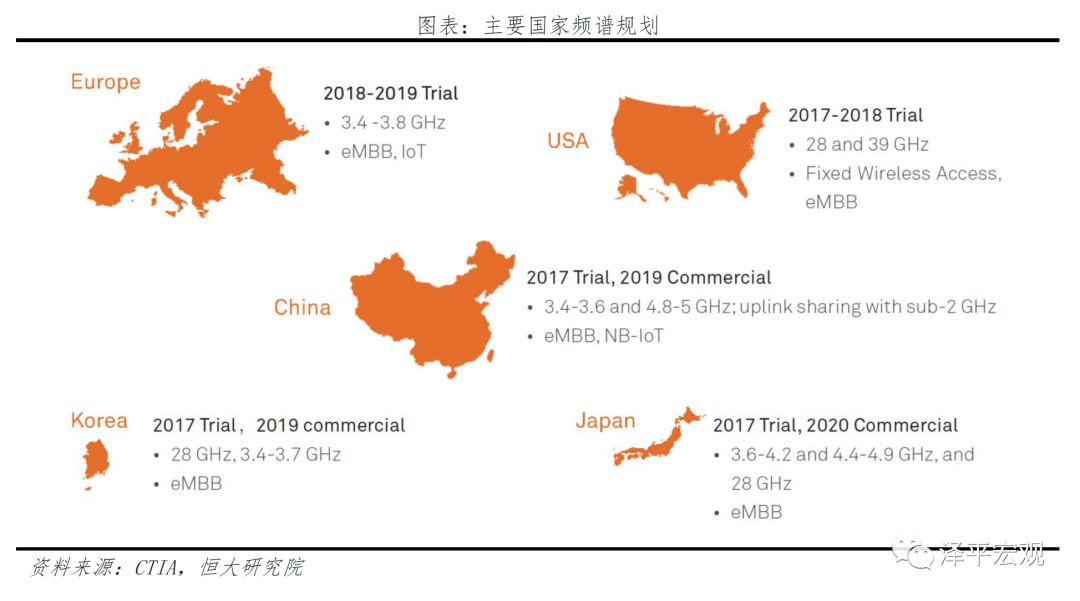 图表：主要国家频谱规划
Europe
2018-2019 Trial
• 3.4 -3.8 GHz
• eMBB, IoT
USA
2017-2018 Trial
• 28 and 39 GHz
• Fixed Wireless Access,
eMBB
China
2017 Trial, 2019 Commercial
• 3.4-3.6 and 4.8-5 GHz; uplink sharing with sub-2 GHz
• eMBB, NB-IoT
Korea
2017 Trial，2019 commercial
• 28 GHz, 3.4-3.7 GHz
• eMBB
Japan
2017 Trial, 2020 Commercial
• 3.6-4.2 and 4.4-4.9 GHz, and
28 GHz
• eMBB
资料来源：CTIA，恒大研究院
泽平宏观